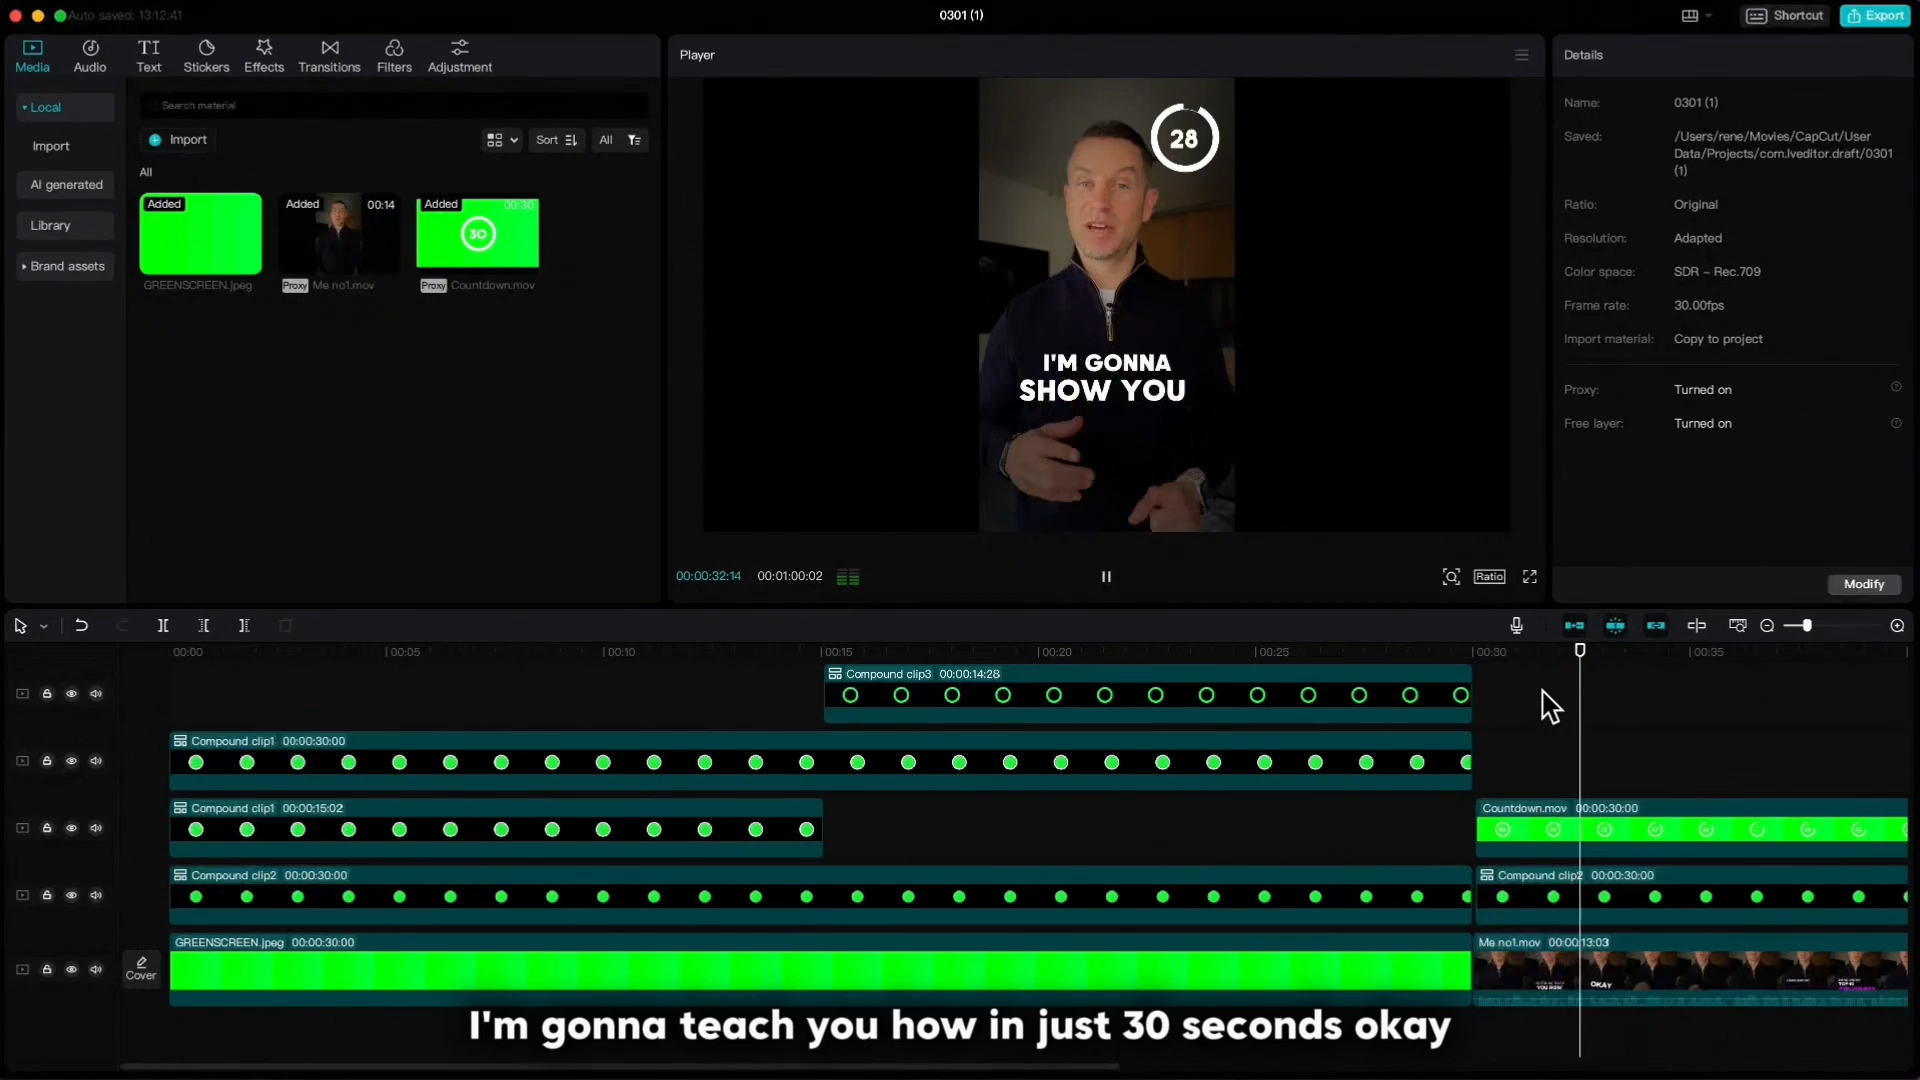 Auto saved: 13:12:41
0301 (1)
Shortcut
Export
Media
Audio
Text
Stickers
Effects
Transitions
Filters
Adjustment
Local
Import
AI generated
Library
Brand assets
Search material
Import
Sort
All
All
Added
Added
00:14
Added
00:30
30
GREENSCREEN.jpeg
Proxy Me no1.mov
Proxy Countdown.mov
Player
28
I'M GONNA
SHOW YOU
00:00:32:14
00:01:00:02
Ratio
Details
Name: 0301 (1)
Saved: /Users/rene/Movies/CapCut/User
Data/Projects/com.lveditor.draft/0301
(1)
Ratio: Original
Resolution: Adapted
Color space: SDR – Rec.709
Frame rate: 30.00fps
Import material: Copy to project
Proxy: Turned on
Free layer: Turned on
Modify
00:00
00:05
00:10
00:15
00:20
00:25
00:30
00:35
Compound clip3 00:00:14:28
Compound clip1 00:00:30:00
Compound clip1 00:00:15:02
Countdown.mov 00:00:30:00
Compound clip2 00:00:30:00
Compound clip2 00:00:30:00
Cover
GREENSCREEN.jpeg 00:00:30:00
Me no1.mov 00:00:13:03
OKAY
I'm gonna teach you how in just 30 seconds okay